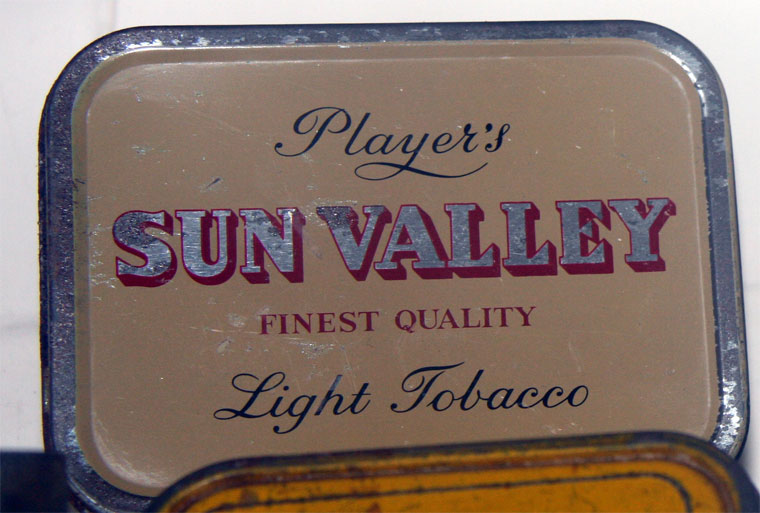 Player's
SUN VALLEY
FINEST QUALITY
Light Tobacco